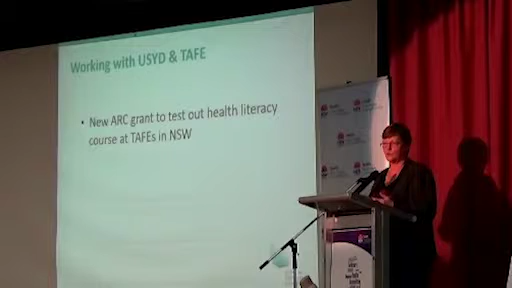 Working with USYD & TAFE
• New ARC grant to test out health literacy
course at TAFEs in NSW